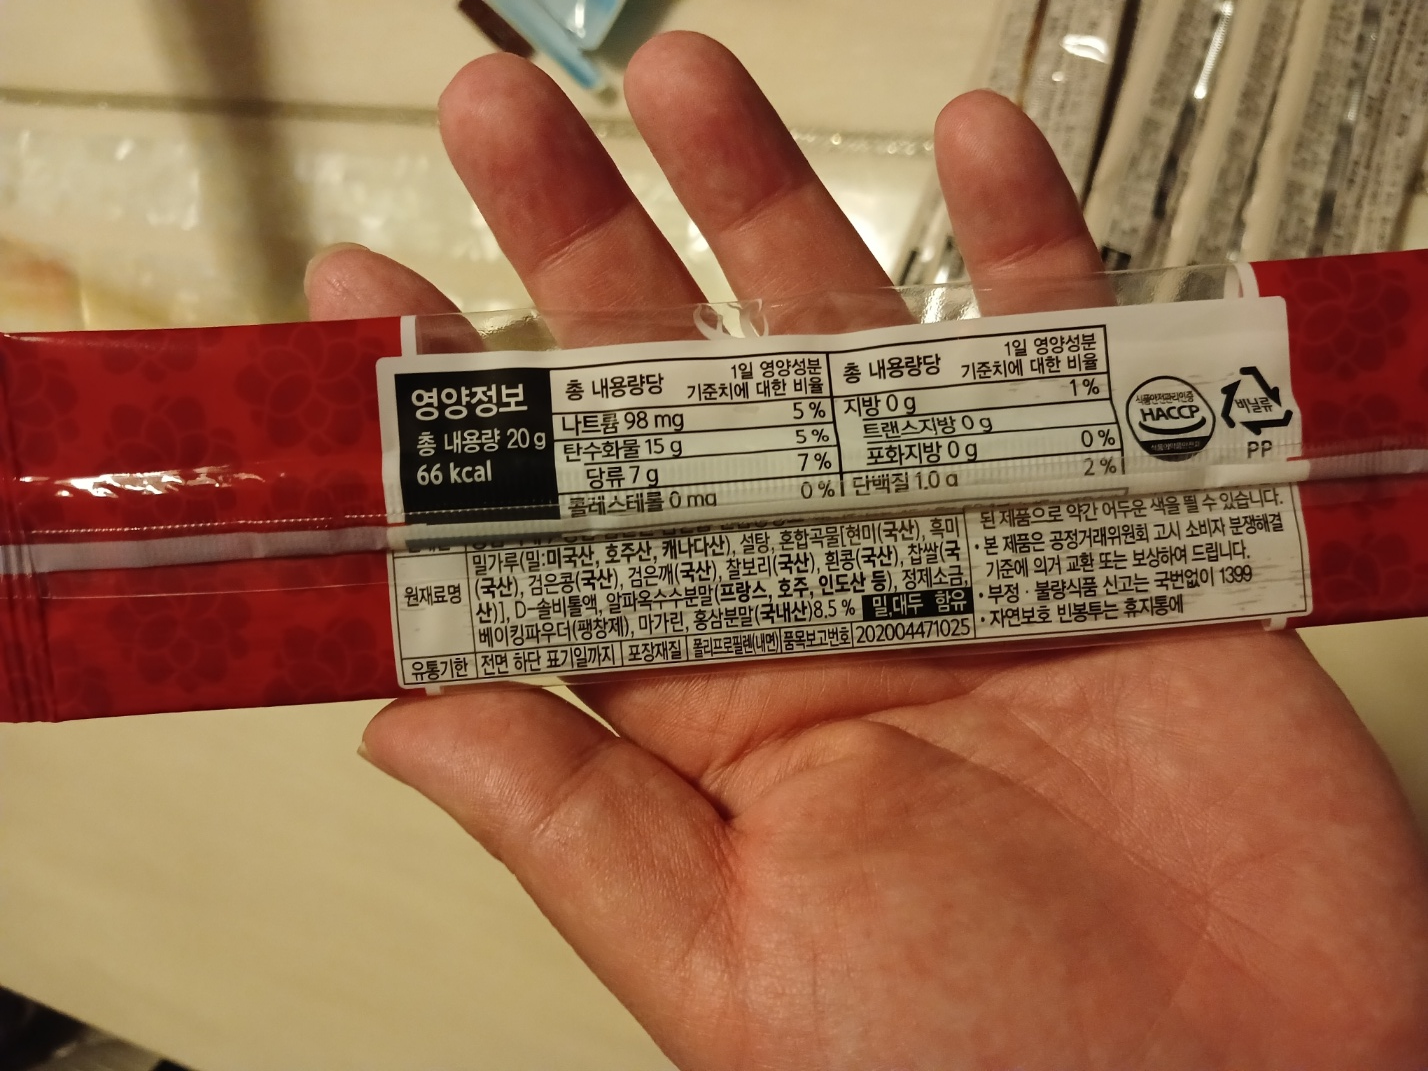 영양정보
총 내용량 20 g
66 kcal
총 내용량당 1일 영양성분 기준치에 대한 비율
나트륨 98 mg 5 %
탄수화물 15 g 5 %
당류 7 g 7 %
콜레스테롤 0 mg 0 %
총 내용량당 1일 영양성분 기준치에 대한 비율
지방 0 g 1 %
트랜스지방 0 g
포화지방 0 g 0 %
단백질 1.0 g 2 %
식품안전관리인증
HACCP
비닐류
PP
원재료명
밀가루(밀:미국산, 호주산, 캐나다산), 설탕, 혼합곡물[현미(국산), 흑미
(국산), 검은콩(국산), 검은깨(국산), 찰보리(국산), 흰콩(국산), 찹쌀(국
산)], D-솔비톨액, 알파옥수수분말(프랑스, 호주, 인도산 등), 정제소금,
베이킹파우더(팽창제), 마가린, 홍삼분말(국내산)8.5 % 밀,대두 함유
유통기한 전면 하단 표기일까지 포장재질 폴리프로필렌(내면) 품목보고번호 202004471025
된 제품으로 약간 어두운 색을 띌 수 있습니다.
• 본 제품은 공정거래위원회 고시 소비자 분쟁해결
기준에 의거 교환 또는 보상하여 드립니다.
• 부정 · 불량식품 신고는 국번없이 1399
• 자연보호 빈봉투는 휴지통에